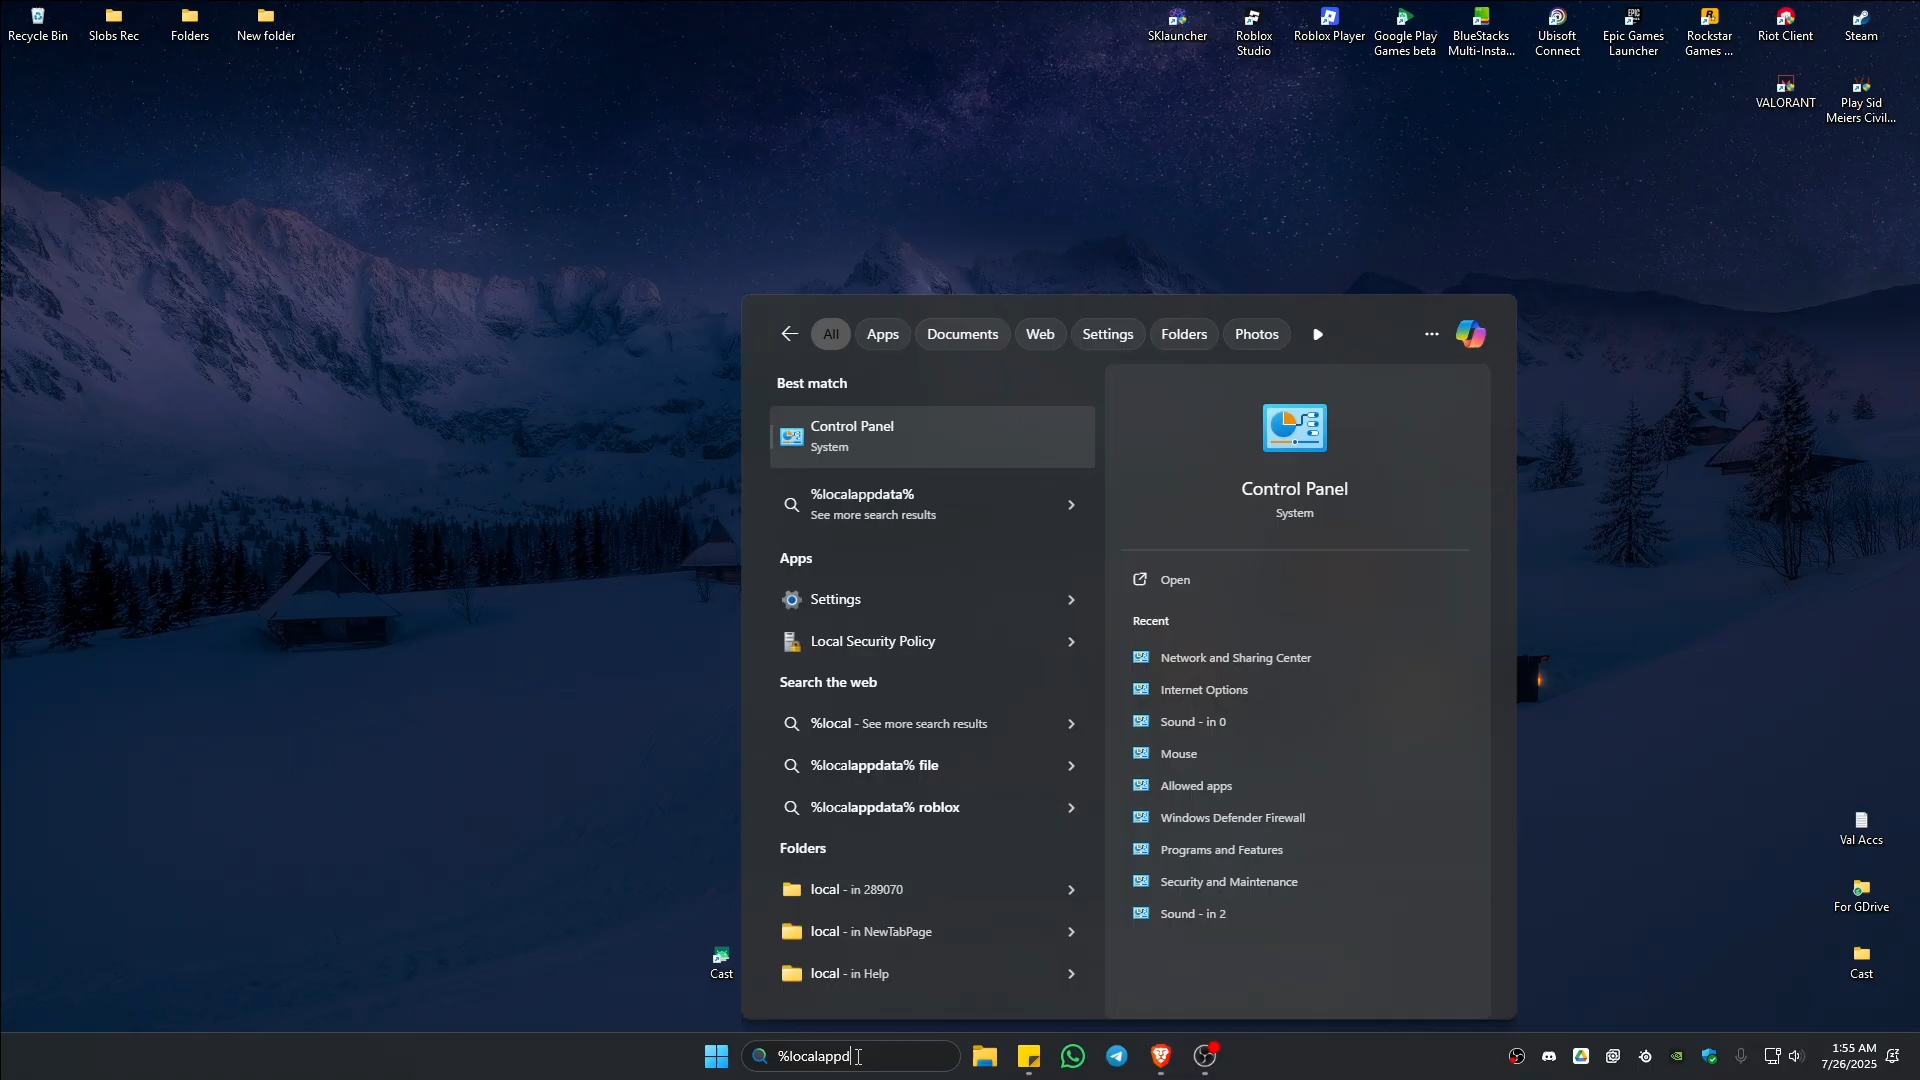 Recycle Bin
Slobs Rec
Folders
New folder
SKlauncher
Roblox
Studio
Roblox Player
Google Play
Games beta
BlueStacks
Multi-Insta...
Ubisoft
Connect
Epic Games
Launcher
Rockstar
Games ...
Riot Client
Steam
VALORANT
Play Sid
Meiers Civil...
All
Apps
Documents
Web
Settings
Folders
Photos
Best match
Control Panel
System
%localappdata%
See more search results
Apps
Settings
Local Security Policy
Search the web
%local - See more search results
%localappdata% file
%localappdata% roblox
Folders
local - in 289070
local - in NewTabPage
local - in Help
Control Panel
System
Open
Recent
Network and Sharing Center
Internet Options
Sound - in 0
Mouse
Allowed apps
Windows Defender Firewall
Programs and Features
Security and Maintenance
Sound - in 2
Val Accs
For GDrive
Cast
Cast
%localappd
1:55 AM
7/26/2025